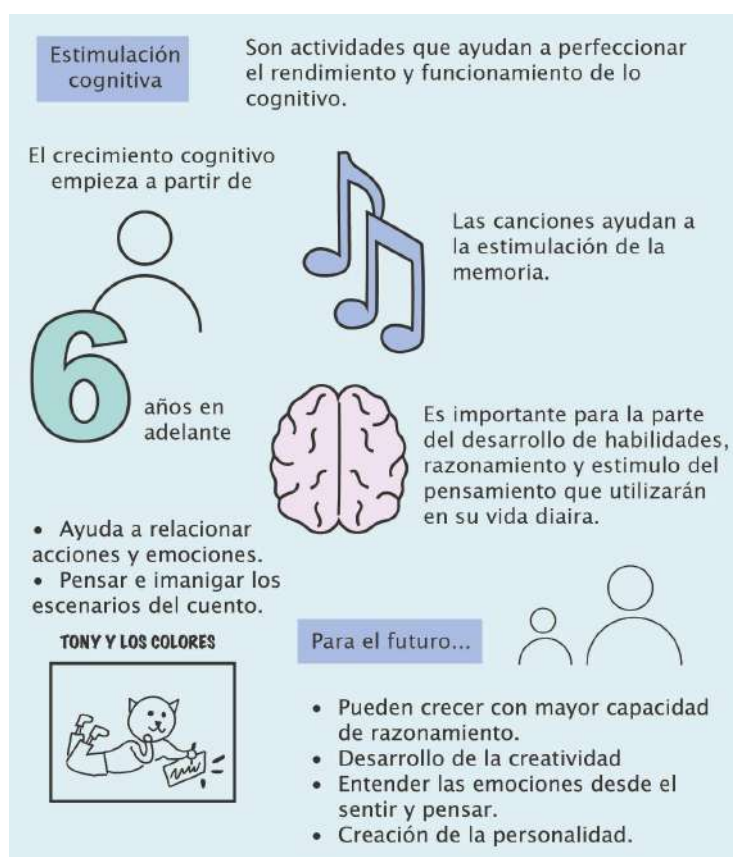 Estimulación
cognitiva
Son actividades que ayudan a perfeccionar
el rendimiento y funcionamiento de lo
cognitivo.
El crecimiento cognitivo
empieza a partir de
6
años en
adelante
Las canciones ayudan a
la estimulación de la
memoria.
Es importante para la parte
del desarrollo de habilidades,
razonamiento y estimulo del
pensamiento que utilizarán
en su vida diaira.
• Ayuda a relacionar
acciones y emociones.
• Pensar e imanigar los
escenarios del cuento.
TONY Y LOS COLORES
Para el futuro...
• Pueden crecer con mayor capacidad
de razonamiento.
• Desarrollo de la creatividad
• Entender las emociones desde el
sentir y pensar.
• Creación de la personalidad.